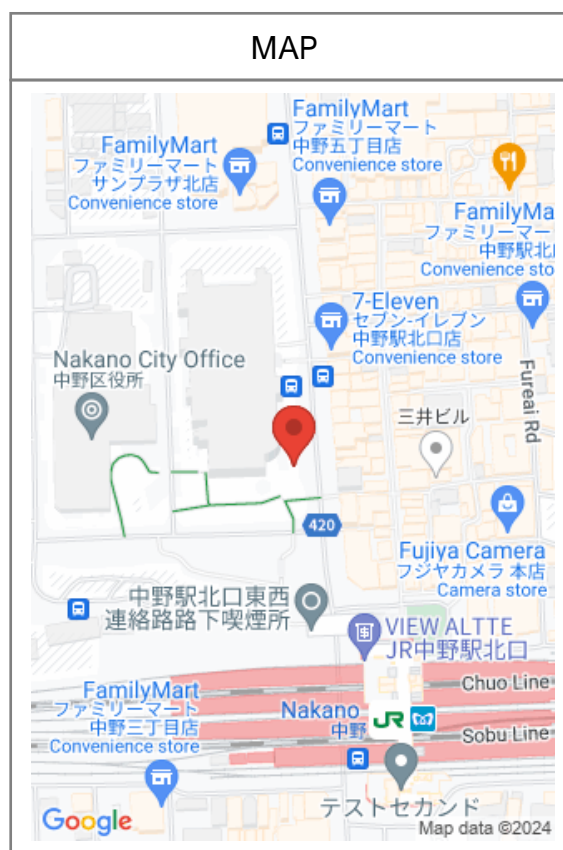 MAP
FamilyMart
ファミリーマート
中野五丁目店
Convenience store
FamilyMart
ファミリーマート
サンプラザ北店
Convenience store
FamilyMa
ファミリーマー
中野駅北
Convenience sto
7-Eleven
セブン-イレブン
中野駅北口店
Convenience store
Fureai Rd
Nakano City Office
中野区役所
三井ビル
420
Fujiya Camera
フジヤカメラ 本店
Camera store
中野駅北口東西
連絡路路下喫煙所
VIEW ALTTE
JR中野駅北口
Chuo Line
FamilyMart
ファミリーマート
中野三丁目店
Convenience store
Nakano
中野
JR
Sobu Line
テストセカンド
Google
Map data ©2024